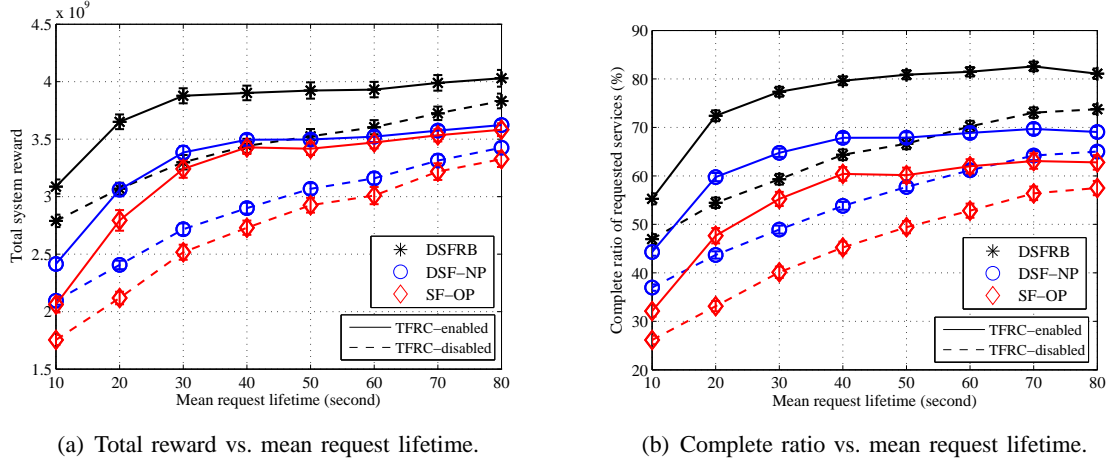 x 10⁹
4.5
4
3.5
3
2.5
2
1.5
Total system reward
10 20 30 40 50 60 70 80
Mean request lifetime (second)
DSFRB
DSF−NP
SF−OP
TFRC−enabled
TFRC−disabled
(a) Total reward vs. mean request lifetime.
90
80
70
60
50
40
30
20
Complete ratio of requested services (%)
10 20 30 40 50 60 70 80
Mean request lifetime (second)
DSFRB
DSF−NP
SF−OP
TFRC−enabled
TFRC−disabled
(b) Complete ratio vs. mean request lifetime.